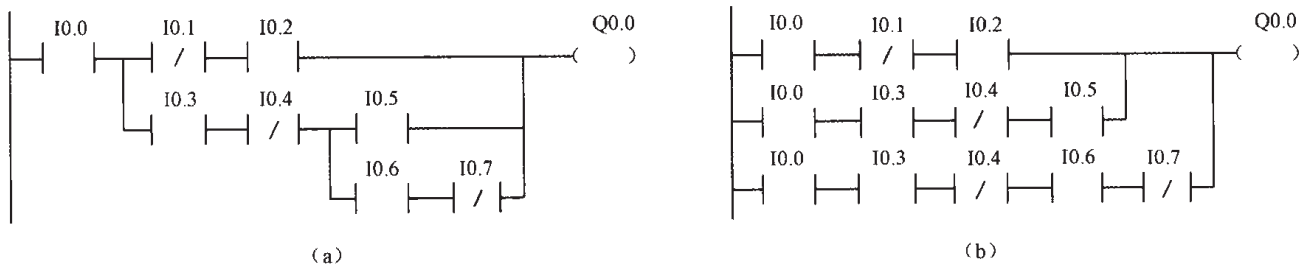 Q0.0
I0.0 I0.1 I0.2
/
( )
I0.3 I0.4 I0.5
/
I0.6 I0.7
/
(a)
Q0.0
I0.0 I0.1 I0.2
/
( )
I0.0 I0.3 I0.4 I0.5
/
I0.0 I0.3 I0.4 I0.6 I0.7
/ /
(b)